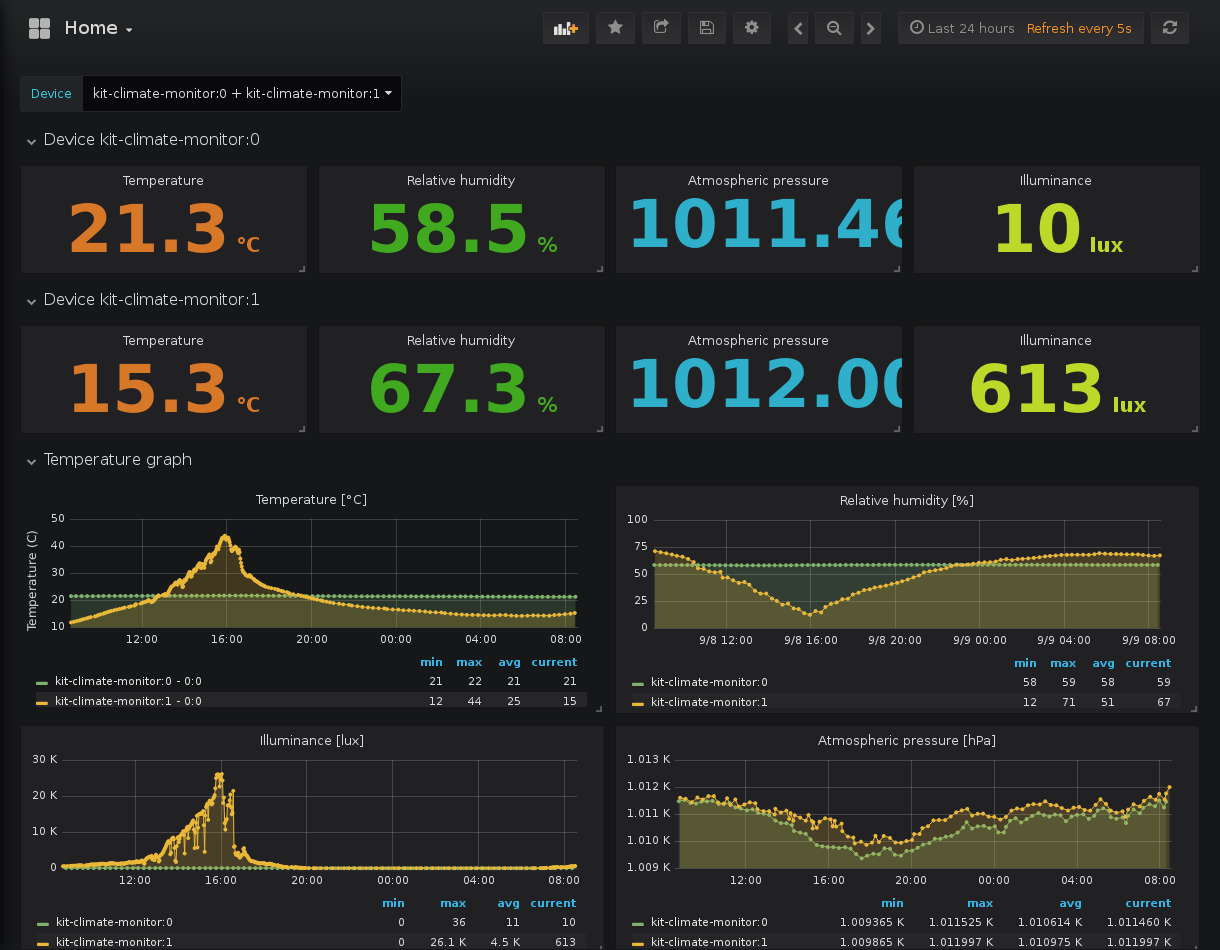 Home
Last 24 hours Refresh every 5s
Device kit-climate-monitor:0 + kit-climate-monitor:1
Device kit-climate-monitor:0
Temperature Relative humidity Atmospheric pressure Illuminance
21.3 °C 58.5 % 1011.46 10 lux
Device kit-climate-monitor:1
Temperature Relative humidity Atmospheric pressure Illuminance
15.3 °C 67.3 % 1012.00 613 lux
Temperature graph
Temperature [°C]
Temperature (C)
50
40
30
20
10
12:00 16:00 20:00 00:00 04:00 08:00
min max avg current
kit-climate-monitor:0 - 0:0 21 22 21 21
kit-climate-monitor:1 - 0:0 12 44 25 15
Relative humidity [%]
100
75
50
25
0
9/8 12:00 9/8 16:00 9/8 20:00 9/9 00:00 9/9 04:00 9/9 08:00
min max avg current
kit-climate-monitor:0 58 59 58 59
kit-climate-monitor:1 12 71 51 67
Illuminance [lux]
30 K
20 K
10 K
0
12:00 16:00 20:00 00:00 04:00 08:00
min max avg current
kit-climate-monitor:0 0 36 11 10
kit-climate-monitor:1 0 26.1 K 4.5 K 613
Atmospheric pressure [hPa]
1.013 K
1.012 K
1.011 K
1.010 K
1.009 K
12:00 16:00 20:00 00:00 04:00 08:00
min max avg current
kit-climate-monitor:0 1.009365 K 1.011525 K 1.010614 K 1.011460 K
kit-climate-monitor:1 1.009865 K 1.011997 K 1.010975 K 1.011997 K